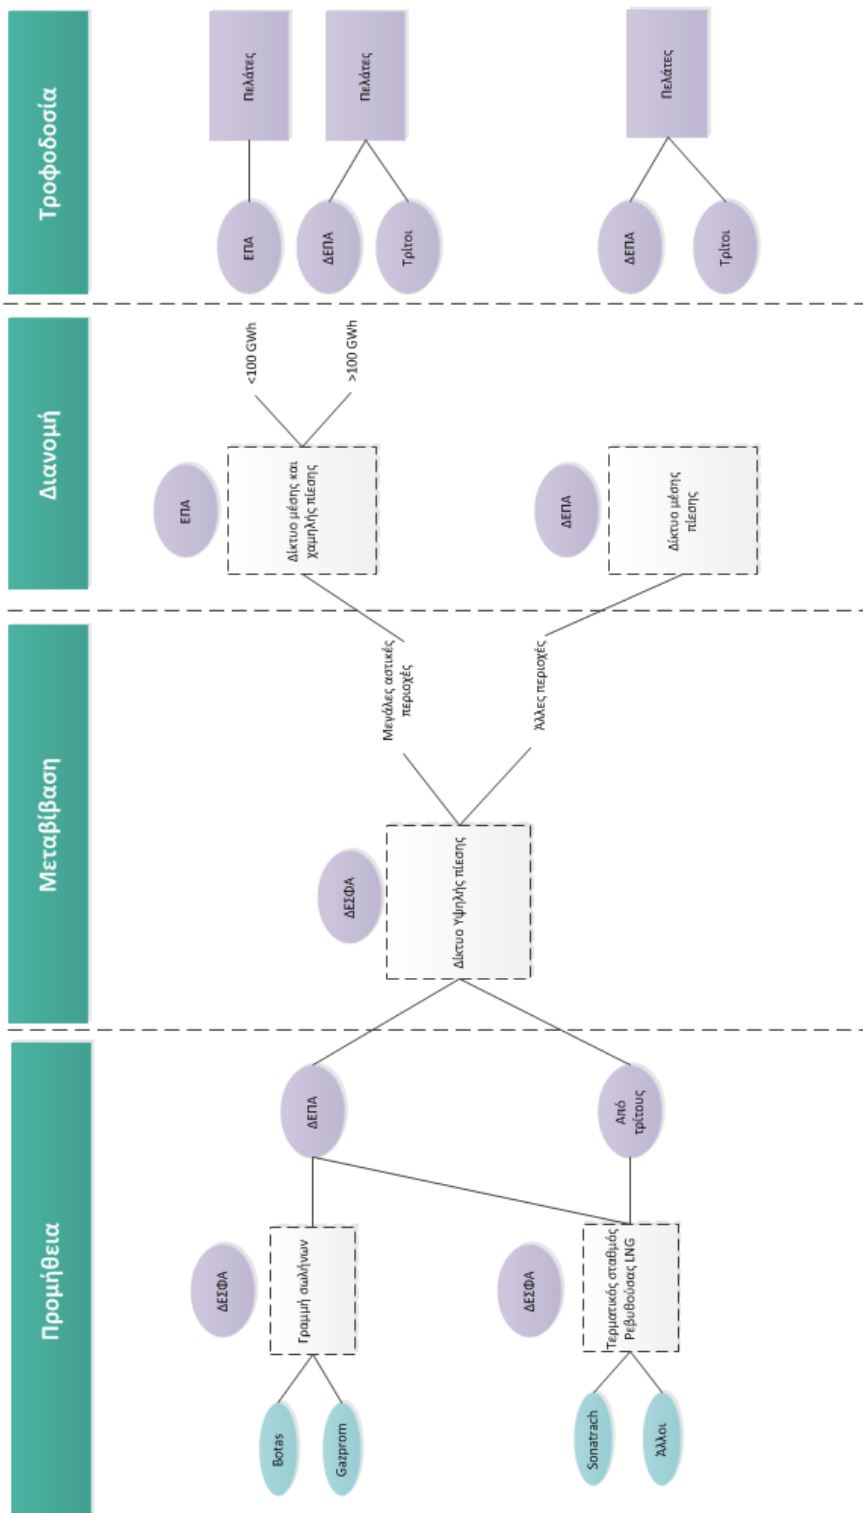 Προμήθεια
Μεταβίβαση
Διανομή
Τροφοδοσία
Botas
Gazprom
ΔΕΣΦΑ
Γραμμή σωλήνων
ΔΕΠΑ
Sonatrach
Άλλοι
ΔΕΣΦΑ
Τερματικός σταθμός
Ρεβυθούσας LNG
Από
τρίτους
ΔΕΣΦΑ
Δίκτυο Υψηλής πίεσης
Μεγάλες αστικές
περιοχές
Άλλες περιοχές
ΕΠΑ
Δίκτυο μέσης και
χαμηλής πίεσης
<100 GWh
>100 GWh
ΔΕΠΑ
Δίκτυο μέσης
πίεσης
ΕΠΑ
Πελάτες
ΔΕΠΑ
Τρίτοι
Πελάτες
ΔΕΠΑ
Τρίτοι
Πελάτες